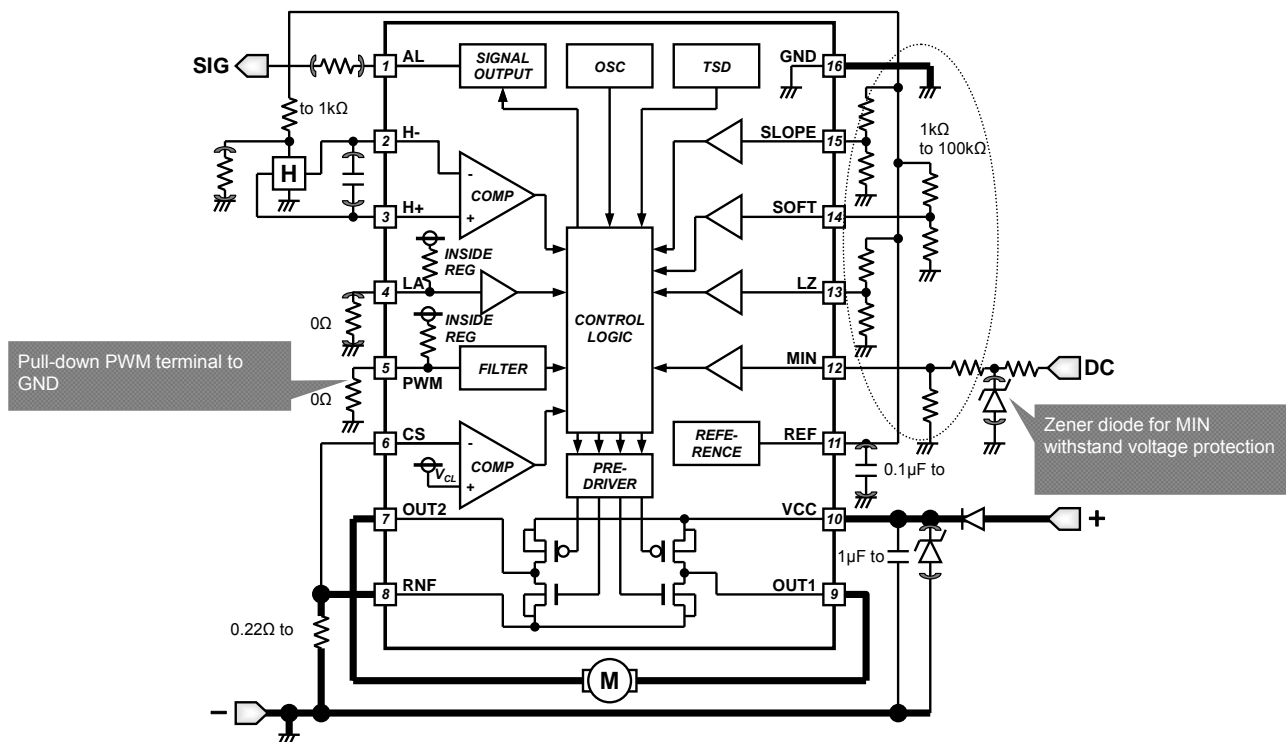 SIG
1
AL
SIGNAL
OUTPUT
OSC
TSD
GND
16
to 1kΩ
1kΩ
to 100kΩ
2
H-
SLOPE
15
H
-
COMP
+
3
H+
SOFT
14
INSIDE
REG
4
LA
LZ
13
0Ω
CONTROL
LOGIC
INSIDE
REG
Pull-down PWM terminal to
GND
5
PWM
FILTER
MIN
12
DC
0Ω
Zener diode for MIN
withstand voltage protection
6
CS
-
COMP
+
VCL
REFE-
RENCE
REF
11
0.1µF to
PRE-
DRIVER
7
OUT2
VCC
10
+
1µF to
8
RNF
OUT1
9
0.22Ω to
M
−